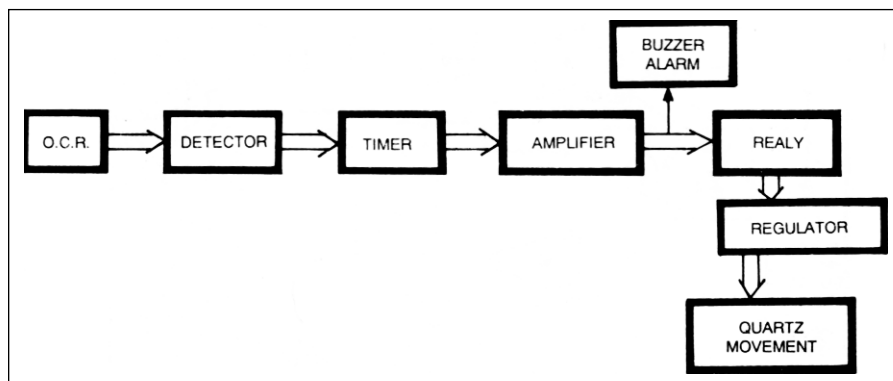 BUZZER
ALARM
O.C.R.
DETECTOR
TIMER
AMPLIFIER
REALY
REGULATOR
QUARTZ
MOVEMENT